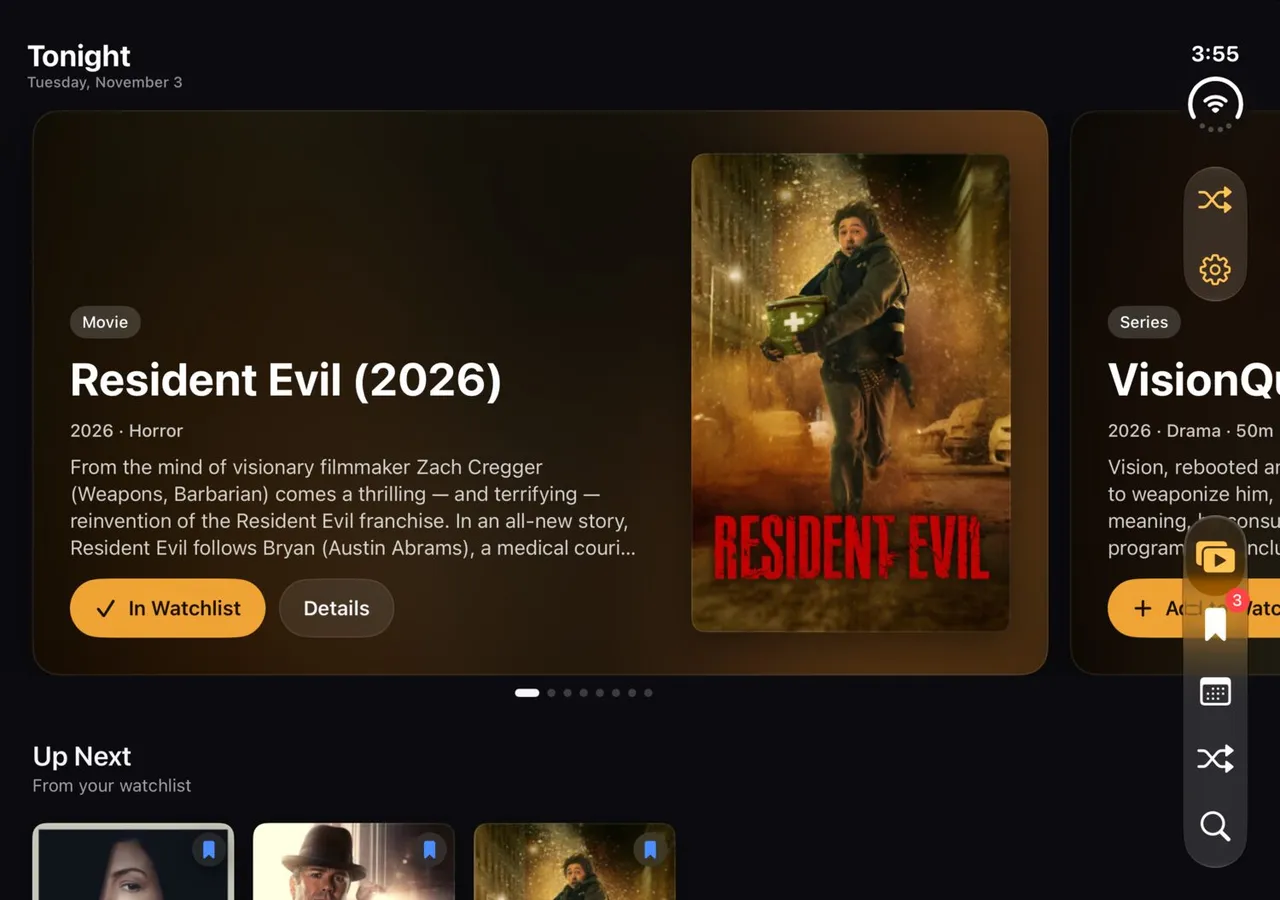 Tonight
Tuesday, November 3
3:55
Movie
Resident Evil (2026)
2026 · Horror
From the mind of visionary filmmaker Zach Cregger
(Weapons, Barbarian) comes a thrilling — and terrifying —
reinvention of the Resident Evil franchise. In an all-new story,
Resident Evil follows Bryan (Austin Abrams), a medical couri...
In Watchlist
Details
RESIDENT EVIL
Series
VisionQu
2026 · Drama · 50m
Vision, rebooted
to weaponize him,
meaning,
program
3
Up Next
From your watchlist